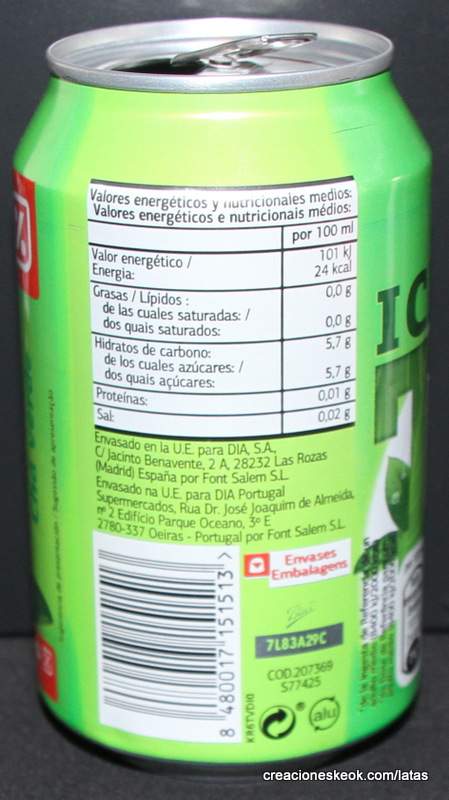 %
Valores energéticos y nutricionales medios:
Valores energéticos e nutricionais médios:
por 100 ml
Valor energético / 101 kJ
Energia: 24 kcal
Grasas / Lípidos : 0,0 g
de las cuales saturadas: /
dos quais saturados: 0,0 g
Hidratos de carbono: 5,7 g
de los cuales azúcares: /
dos quais açúcares: 5,7 g
Proteínas: 0,01 g
Sal: 0,02 g
Envasado en la U.E. para DIA, S.A.,
C/ Jacinto Benavente, 2 A, 28232 Las Rozas
(Madrid) España por Font Salem S.L.
Envasado na U.E. para DIA Portugal
Supermercados, Rua Dr. José Joaquim de Almeida,
nº 2 Edifício Parque Oceano, 3º E
2780-337 Oeiras - Portugal por Font Salem S.L.
Envases
Embalagens
7L83A29C
COD.207369
S77425
alu
8 480017 151513 >
KR6TVDI0
IC
creacioneskeok.com/latas